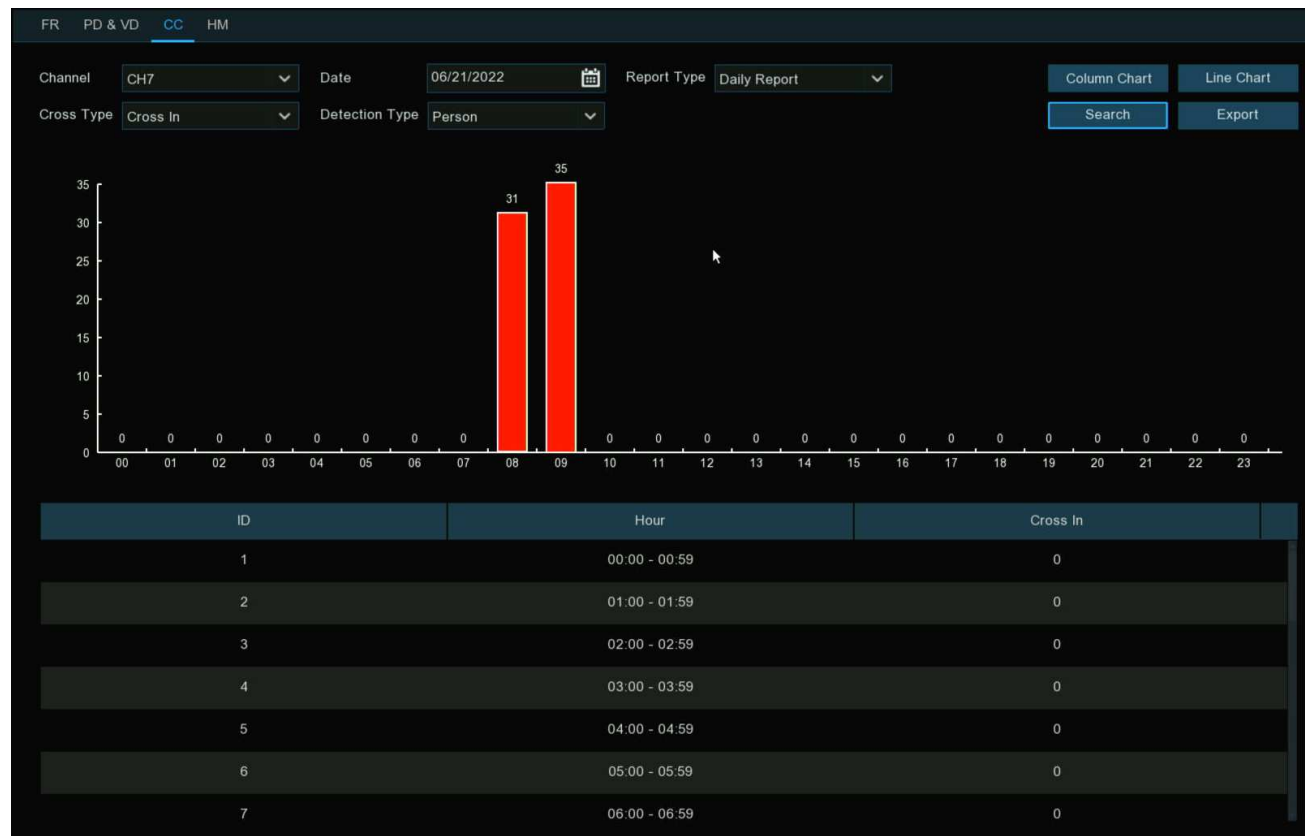 FR PD & VD CC HM
Channel CH7 Date 06/21/2022 Report Type Daily Report Column Chart Line Chart
Cross Type Cross In Detection Type Person Search Export
35
31
35
30
25
20
15
10
5
0 0 0 0 0 0 0 0 0 0 0 0 0 0 0 0 0 0 0 0 0 0
0
00 01 02 03 04 05 06 07 08 09 10 11 12 13 14 15 16 17 18 19 20 21 22 23
ID Hour Cross In
1 00:00 - 00:59 0
2 01:00 - 01:59 0
3 02:00 - 02:59 0
4 03:00 - 03:59 0
5 04:00 - 04:59 0
6 05:00 - 05:59 0
7 06:00 - 06:59 0